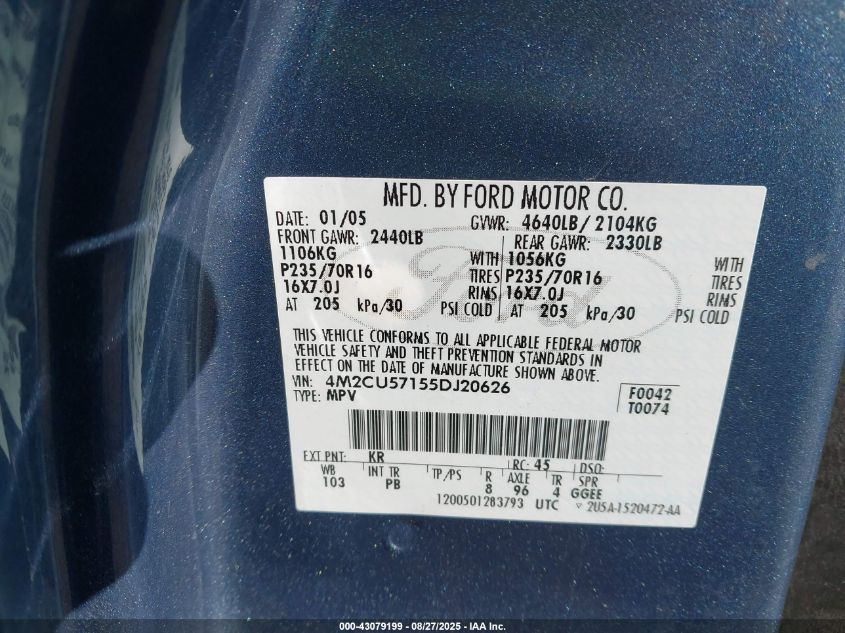 MFD. BY FORD MOTOR CO.
DATE: 01/05 GVWR: 4640LB/ 2104KG
FRONT GAWR: 2440LB REAR GAWR: 2330LB
1106KG WITH 1056KG WITH
P235/70R16 TIRES P235/70R16 TIRES
16X7.0J RIMS 16X7.0J RIMS
AT 205 kPa/30 PSI COLD AT 205 kPa/30 PSI COLD
Ford
THIS VEHICLE CONFORMS TO ALL APPLICABLE FEDERAL MOTOR
VEHICLE SAFETY AND THEFT PREVENTION STANDARDS IN
EFFECT ON THE DATE OF MANUFACTURE SHOWN ABOVE.
VIN: 4M2CU57155DJ20626 F0042
TYPE: MPV T0074
EXT PNT: KR RC: 45 DSO:
WB INT TR TP/PS R AXLE TR SPR
103 PB 8 96 4 GGEE
1200501283793 UTC ▽ 2U5A-1520472-AA
000-43079199 - 08/27/2025 - IAA Inc.